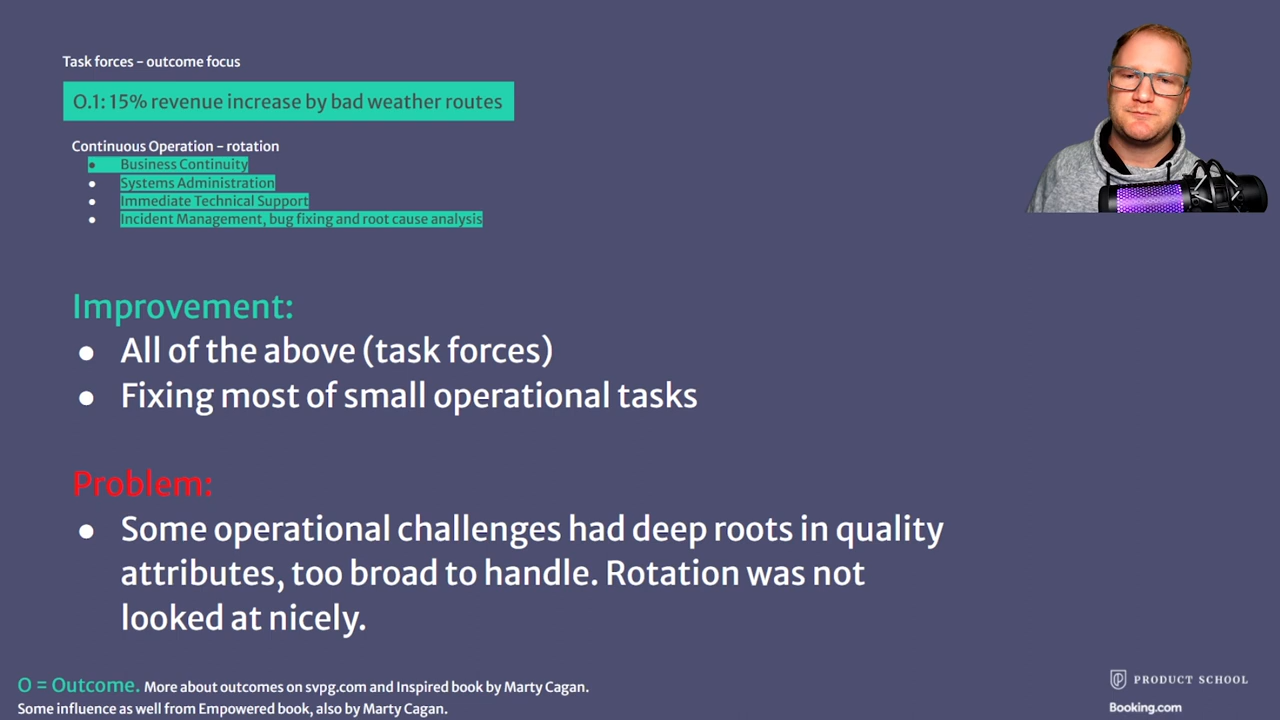 Task forces - outcome focus
O.1: 15% revenue increase by bad weather routes
Continuous Operation - rotation
● Business Continuity
● Systems Administration
● Immediate Technical Support
● Incident Management, bug fixing and root cause analysis
Improvement:
● All of the above (task forces)
● Fixing most of small operational tasks
Problem:
● Some operational challenges had deep roots in quality
attributes, too broad to handle. Rotation was not
looked at nicely.
O = Outcome. More about outcomes on svpg.com and Inspired book by Marty Cagan.
Some influence as well from Empowered book, also by Marty Cagan.
PRODUCT SCHOOL
Booking.com